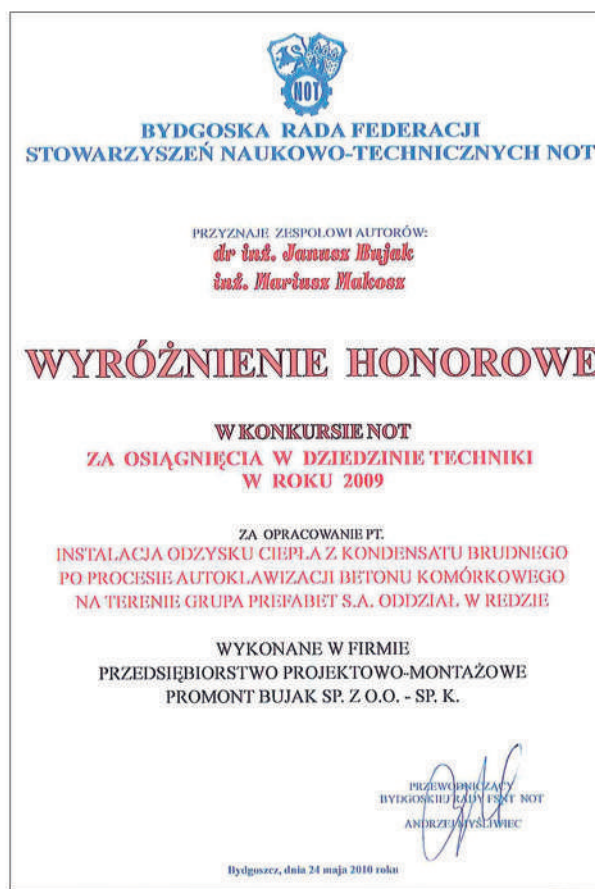 NOT
BYDGOSKA RADA FEDERACJI
STOWARZYSZEŃ NAUKOWO-TECHNICZNYCH NOT
PRZYZNAJE ZESPOŁOWI AUTORÓW:
dr inż. Janusz Bujak
inż. Mariusz Makosz
WYRÓŻNIENIE HONOROWE
W KONKURSIE NOT
ZA OSIĄGNIĘCIA W DZIEDZINIE TECHNIKI
W ROKU 2009
ZA OPRACOWANIE PT.
INSTALACJA ODZYSKU CIEPŁA Z KONDENSATU BRUDNEGO
PO PROCESIE AUTOKLAWIZACJI BETONU KOMÓRKOWEGO
NA TERENIE GRUPA PREFABET S.A. ODDZIAŁ W REDZIE
WYKONANE W FIRMIE
PRZEDSIĘBIORSTWO PROJEKTOWO-MONTAŻOWE
PROMONT BUJAK SP. Z O.O. - SP. K.
PRZEWODNICZĄCY
BYDGOSKIEJ RADY FSNT NOT
ANDRZEJ MYŚLIWIEC
Bydgoszcz, dnia 24 maja 2010 roku